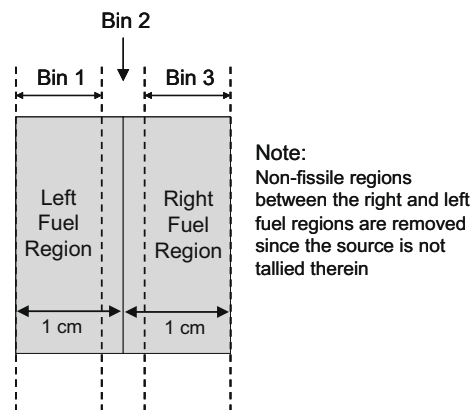 Bin 2
Bin 1
Bin 3
Left
Fuel
Region
Right
Fuel
Region
1 cm
1 cm
Note:
Non-fissile regions
between the right and left
fuel regions are removed
since the source is not
tallied therein